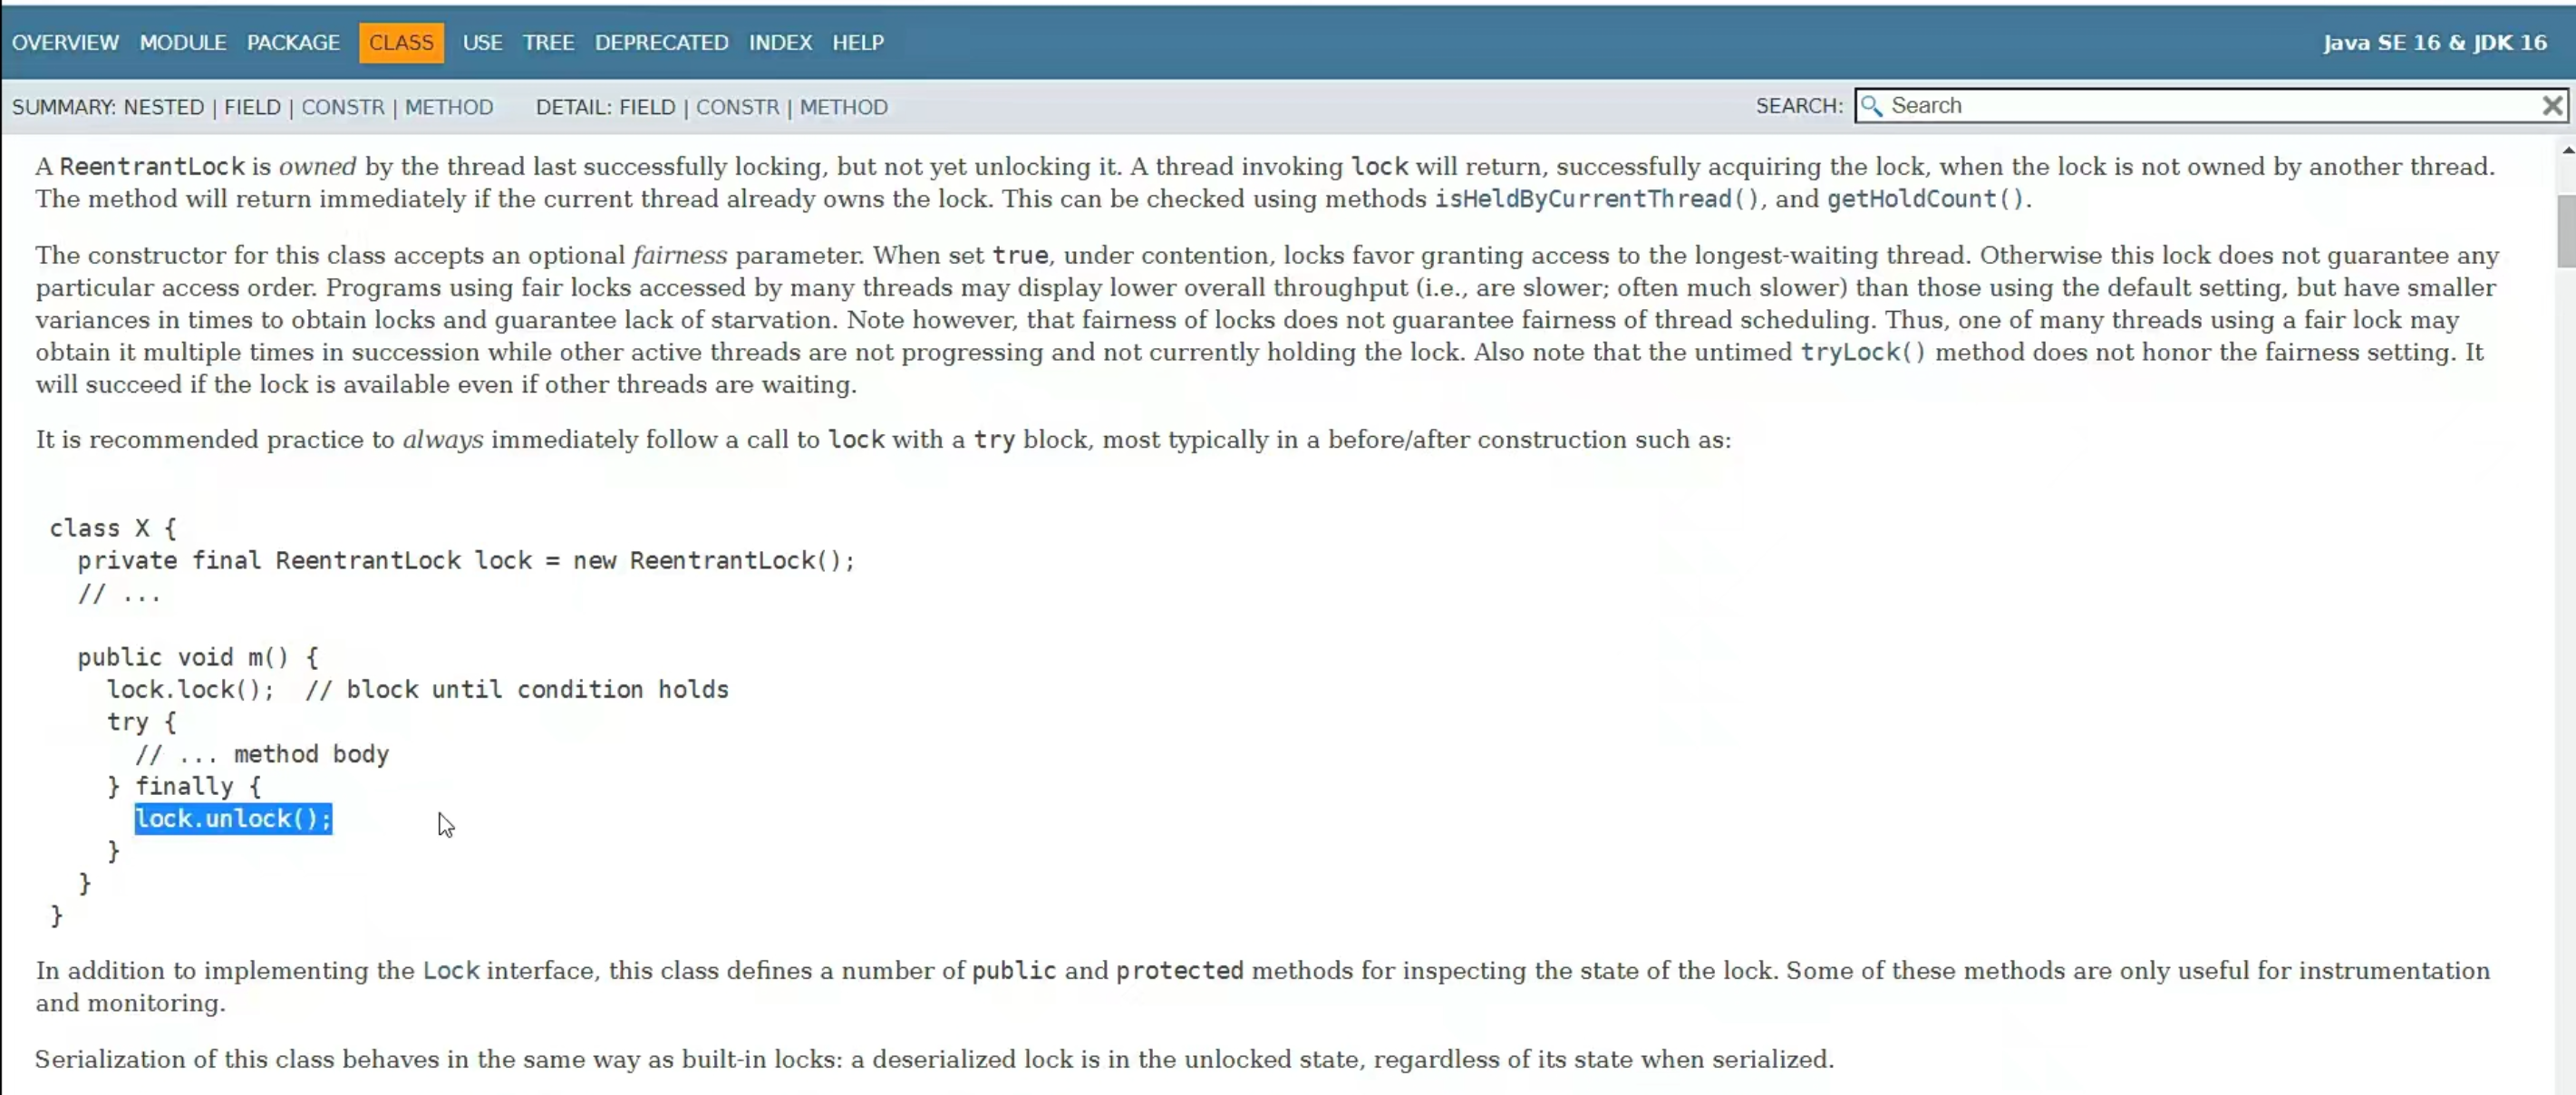 OVERVIEW MODULE PACKAGE CLASS USE TREE DEPRECATED INDEX HELP Java SE 16 & JDK 16
SUMMARY: NESTED | FIELD | CONSTR | METHOD DETAIL: FIELD | CONSTR | METHOD SEARCH: Search
A ReentrantLock is owned by the thread last successfully locking, but not yet unlocking it. A thread invoking lock will return, successfully acquiring the lock, when the lock is not owned by another thread.
The method will return immediately if the current thread already owns the lock. This can be checked using methods isHeldByCurrentThread(), and getHoldCount().
The constructor for this class accepts an optional fairness parameter. When set true, under contention, locks favor granting access to the longest-waiting thread. Otherwise this lock does not guarantee any
particular access order. Programs using fair locks accessed by many threads may display lower overall throughput (i.e., are slower; often much slower) than those using the default setting, but have smaller
variances in times to obtain locks and guarantee lack of starvation. Note however, that fairness of locks does not guarantee fairness of thread scheduling. Thus, one of many threads using a fair lock may
obtain it multiple times in succession while other active threads are not progressing and not currently holding the lock. Also note that the untimed tryLock() method does not honor the fairness setting. It
will succeed if the lock is available even if other threads are waiting.
It is recommended practice to always immediately follow a call to lock with a try block, most typically in a before/after construction such as:
class X {
private final ReentrantLock lock = new ReentrantLock();
// ...
public void m() {
lock.lock();  // block until condition holds
try {
// ... method body
} finally {
lock.unlock();
}
}
}
In addition to implementing the Lock interface, this class defines a number of public and protected methods for inspecting the state of the lock. Some of these methods are only useful for instrumentation
and monitoring.
Serialization of this class behaves in the same way as built-in locks: a deserialized lock is in the unlocked state, regardless of its state when serialized.